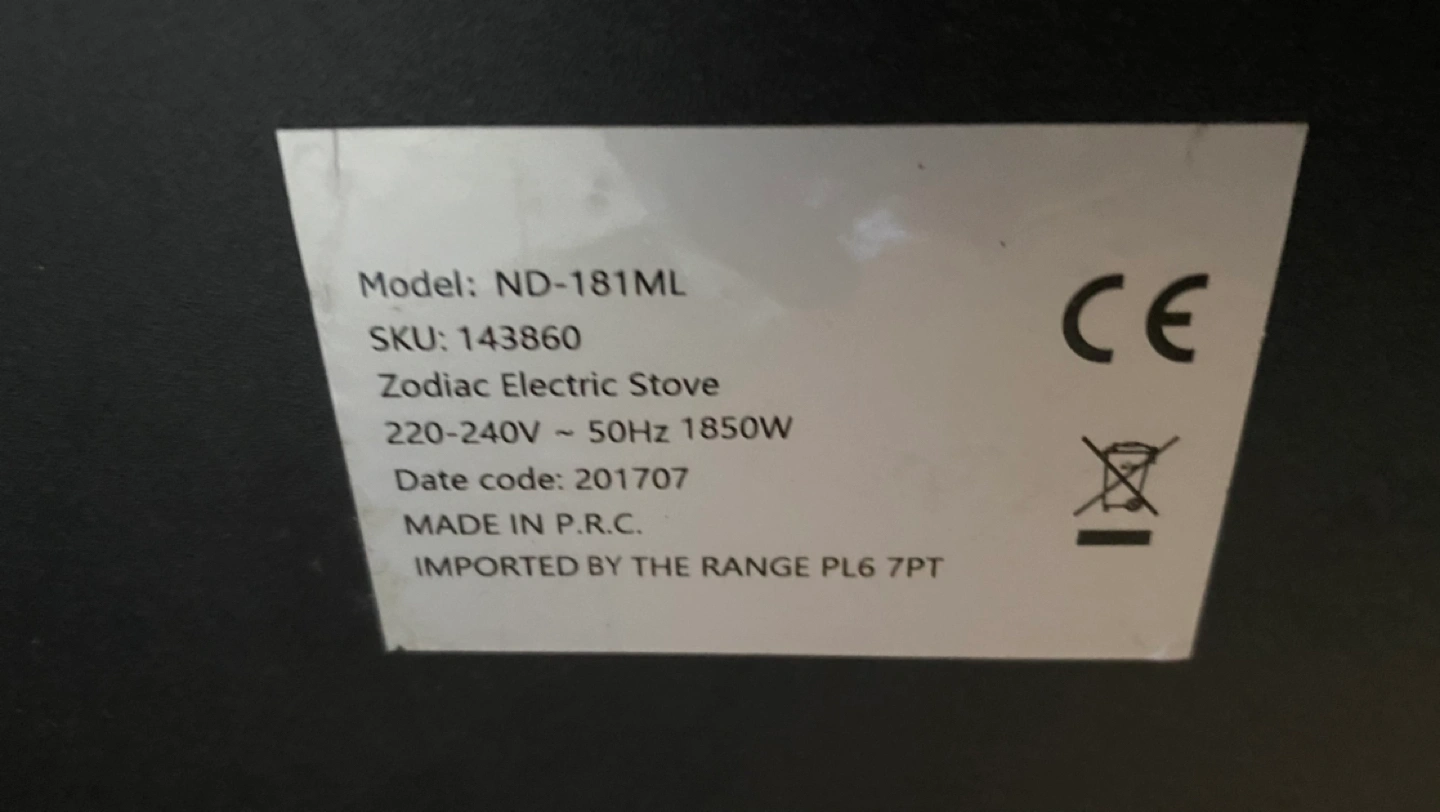 Model: ND-181ML
SKU: 143860
Zodiac Electric Stove
220-240V ~ 50Hz 1850W
Date code: 201707
MADE IN P.R.C.
IMPORTED BY THE RANGE PL6 7PT
CE